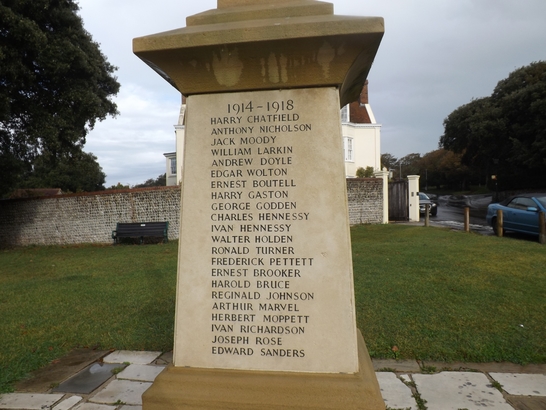 1914-1918
HARRY CHATFIELD
ANTHONY NICHOLSON
JACK MOODY
WILLIAM LARKIN
ANDREW DOYLE
EDGAR WOLTON
ERNEST BOUTELL
HARRY GASTON
GEORGE GODDEN
CHARLES HENNESSY
IVAN HENNESSY
WALTER HOLDEN
RONALD TURNER
FREDERICK PETTETT
ERNEST BROOKER
HAROLD BRUCE
REGINALD JOHNSON
ARTHUR MARVEL
HERBERT MOPPETT
IVAN RICHARDSON
JOSEPH ROSE
EDWARD SANDERS